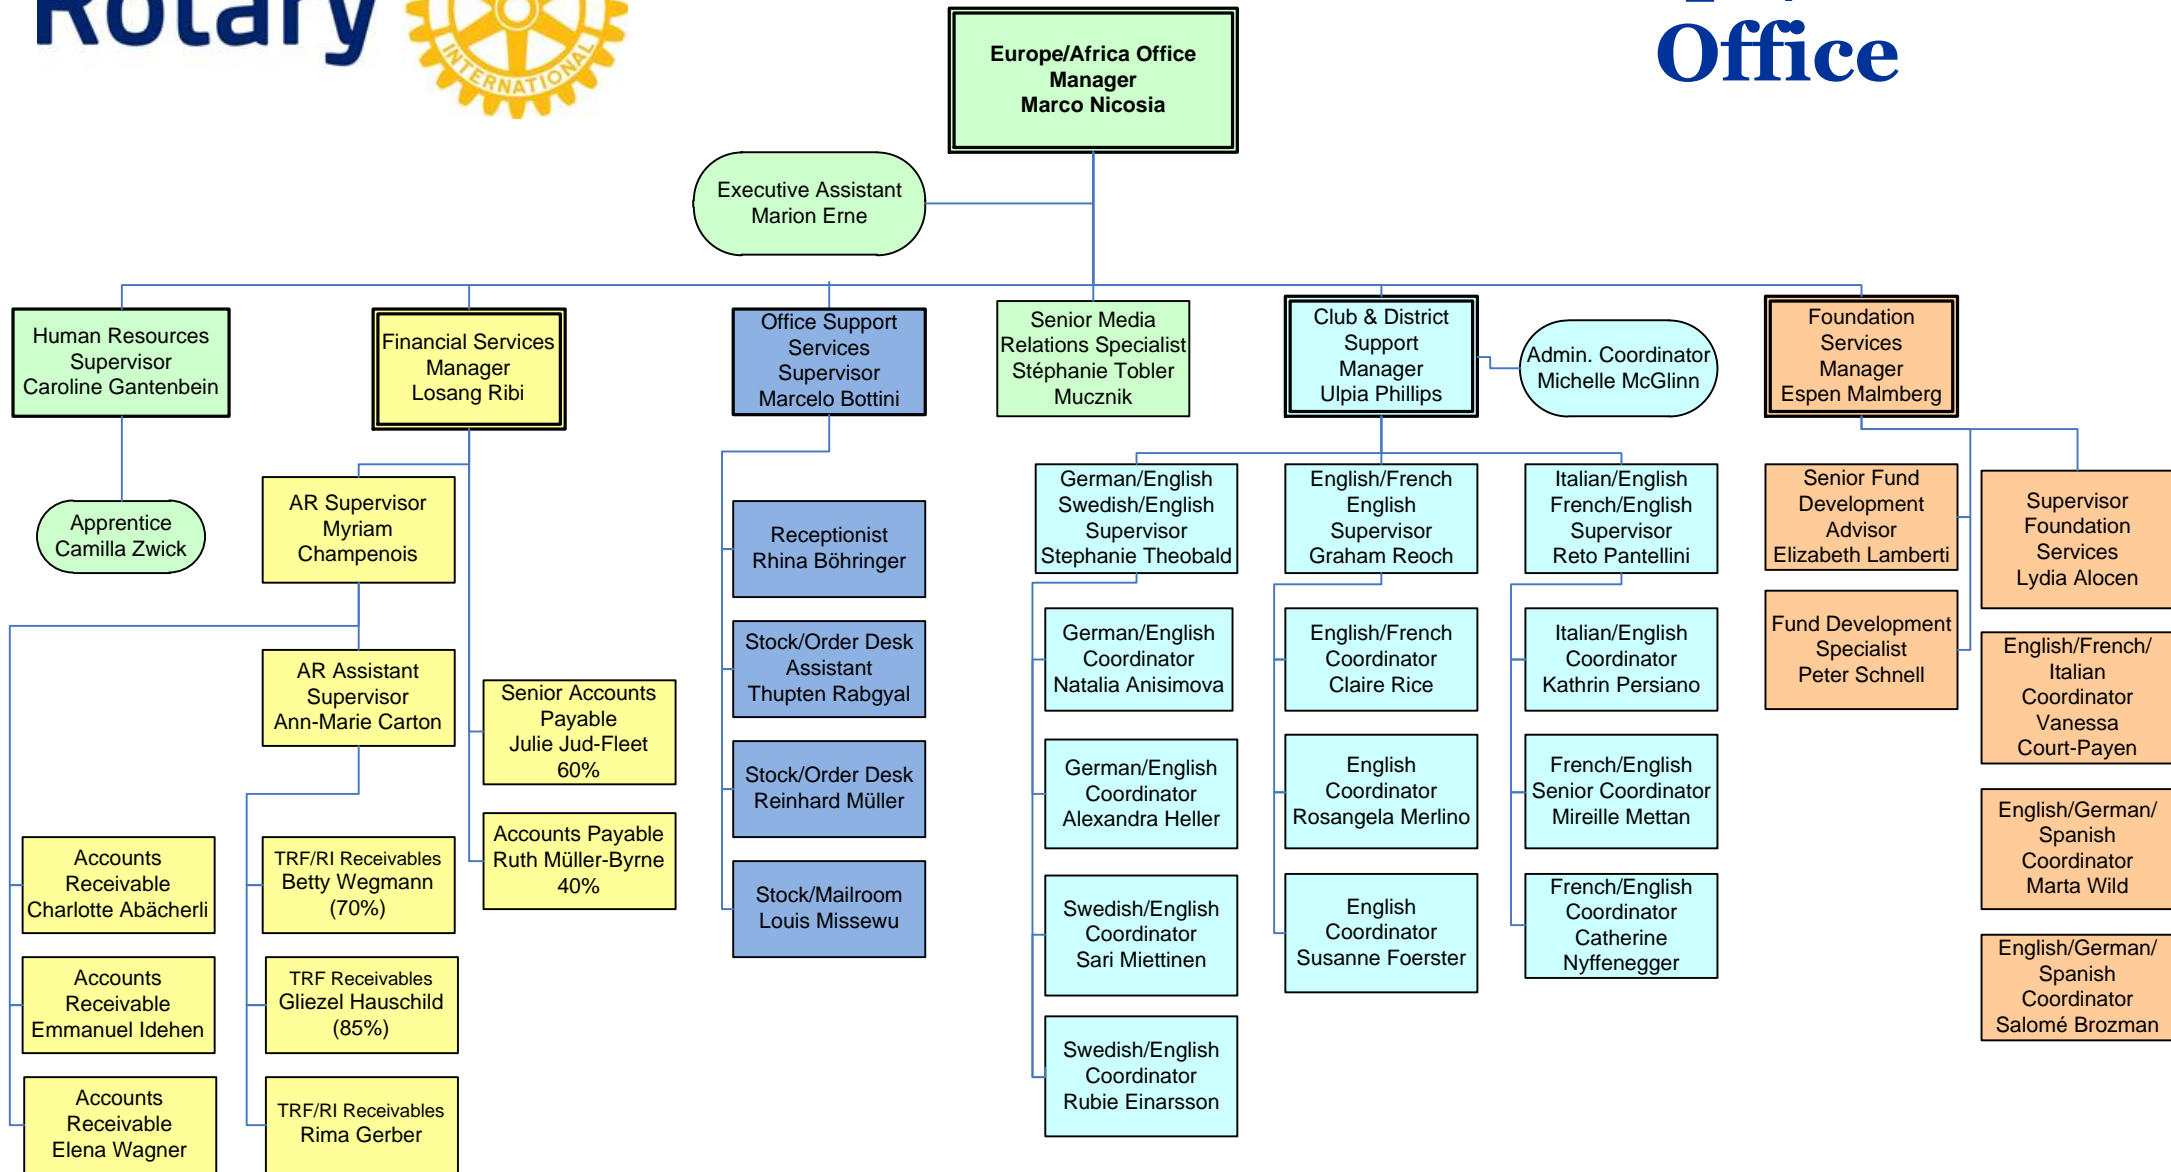 Rotary
INTERNATIONAL
Office
Europe/Africa Office
Manager
Marco Nicosia
Executive Assistant
Marion Erne
Human Resources
Supervisor
Caroline Gantenbein
Financial Services
Manager
Losang Ribi
Office Support
Services
Supervisor
Marcelo Bottini
Senior Media
Relations Specialist
Stéphanie Tobler
Mucznik
Club & District
Support
Manager
Ulpia Phillips
Admin. Coordinator
Michelle McGlinn
Foundation
Services
Manager
Espen Malmberg
Apprentice
Camilla Zwick
AR Supervisor
Myriam
Champenois
AR Assistant
Supervisor
Ann-Marie Carton
Senior Accounts
Payable
Julie Jud-Fleet
60%
Accounts Payable
Ruth Müller-Byrne
40%
Accounts
Receivable
Charlotte Abächerli
Accounts
Receivable
Emmanuel Idehen
Accounts
Receivable
Elena Wagner
TRF/RI Receivables
Betty Wegmann
(70%)
TRF Receivables
Gliezel Hauschild
(85%)
TRF/RI Receivables
Rima Gerber
Receptionist
Rhina Böhringer
Stock/Order Desk
Assistant
Thupten Rabgyal
Stock/Order Desk
Reinhard Müller
Stock/Mailroom
Louis Missewu
German/English
Swedish/English
Supervisor
Stephanie Theobald
German/English
Coordinator
Natalia Anisimova
German/English
Coordinator
Alexandra Heller
Swedish/English
Coordinator
Sari Miettinen
Swedish/English
Coordinator
Rubie Einarsson
English/French
English
Supervisor
Graham Reoch
English/French
Coordinator
Claire Rice
English
Coordinator
Rosangela Merlino
English
Coordinator
Susanne Foerster
Italian/English
French/English
Supervisor
Reto Pantellini
Italian/English
Coordinator
Kathrin Persiano
French/English
Senior Coordinator
Mireille Mettan
French/English
Coordinator
Catherine
Nyffenegger
Senior Fund
Development
Advisor
Elizabeth Lamberti
Fund Development
Specialist
Peter Schnell
Supervisor
Foundation
Services
Lydia Alocen
English/French/
Italian
Coordinator
Vanessa
Court-Payen
English/German/
Spanish
Coordinator
Marta Wild
English/German/
Spanish
Coordinator
Salomé Brozman